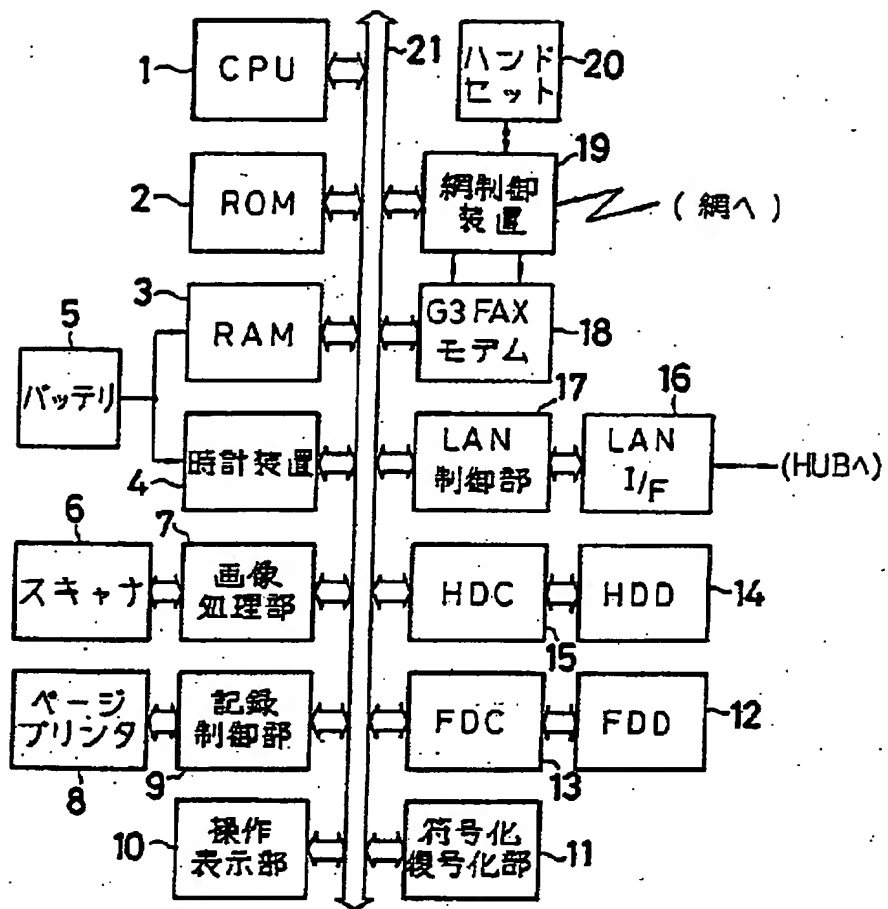 1
CPU
21
ハンド
セット
20
2
ROM
19
網制御
装置
(網へ)
3
RAM
G3 FAX
モデム
18
5
バッテリ
4
時計装置
17
LAN
制御部
16
LAN
I/F
(HUBへ)
6
スキャナ
7
画像
処理部
HDC
15
HDD
14
ページ
プリンタ
8
記録
制御部
9
FDC
13
FDD
12
10
操作
表示部
符号化
復号化部
11